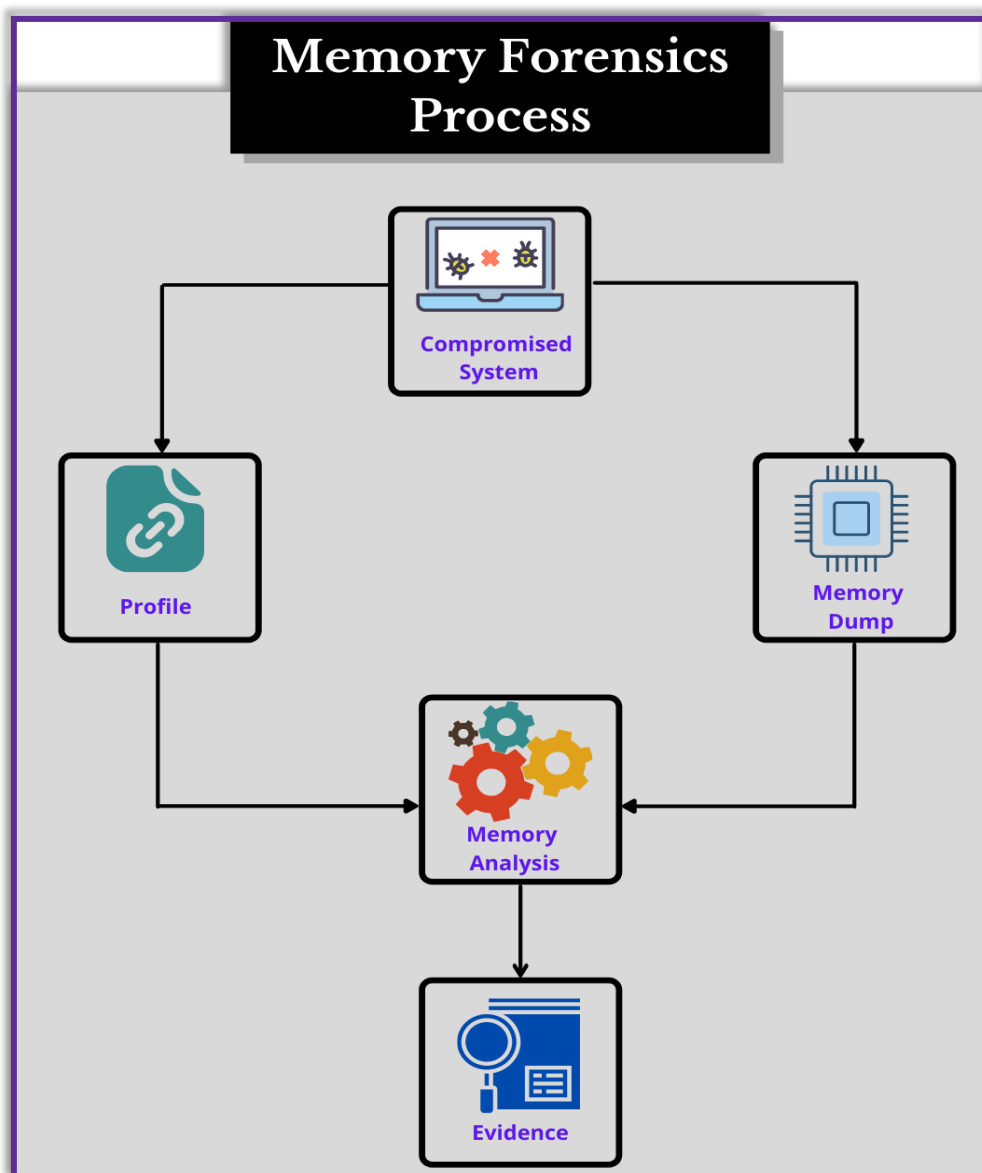 Memory Forensics
Process
Compromised
System
Profile
Memory
Dump
Memory
Analysis
Evidence